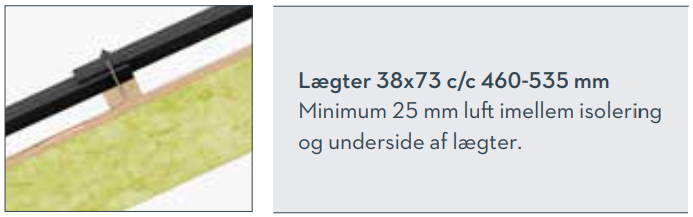 Lægter 38x73 c/c 460-535 mm
Minimum 25 mm luft imellem isolering
og underside af lægter.